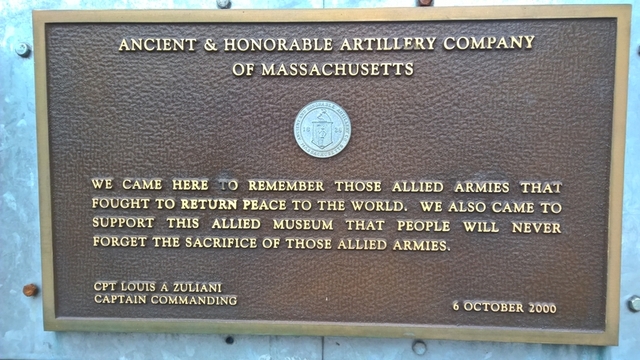 ANCIENT & HONORABLE ARTILLERY COMPANY
OF MASSACHUSETTS
WE CAME HERE TO REMEMBER THOSE ALLIED ARMIES THAT
FOUGHT TO RETURN PEACE TO THE WORLD. WE ALSO CAME TO
SUPPORT THIS ALLIED MUSEUM THAT PEOPLE WILL NEVER
FORGET THE SACRIFICE OF THOSE ALLIED ARMIES.
CPT LOUIS A ZULIANI
CAPTAIN COMMANDING
6 OCTOBER 2000